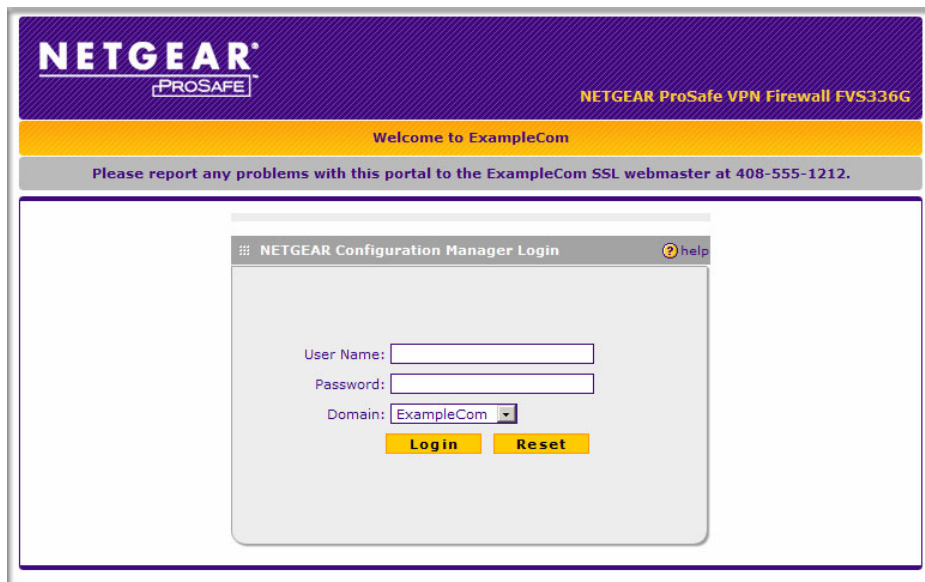 NETGEAR®
PROSAFE™
NETGEAR ProSafe VPN Firewall FVS336G
Welcome to ExampleCom
Please report any problems with this portal to the ExampleCom SSL webmaster at 408-555-1212.
NETGEAR Configuration Manager Login ? help
User Name:
Password:
Domain: ExampleCom
Login Reset